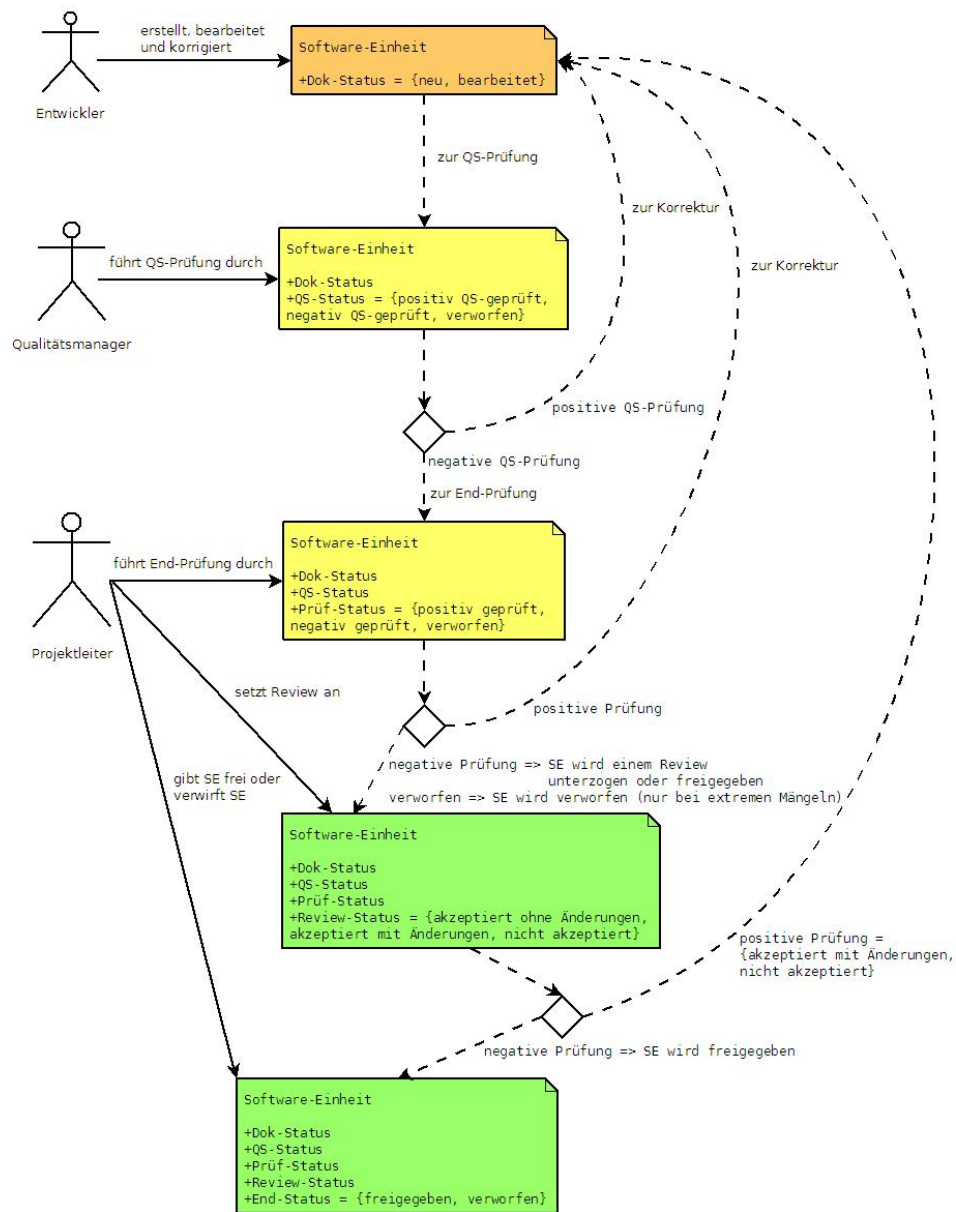 erstellt, bearbeitet
und korrigiert
Entwickler
Software-Einheit
+Dok-Status = {neu, bearbeitet}
zur QS-Prüfung
zur Korrektur
zur Korrektur
führt QS-Prüfung durch
Qualitätsmanager
Software-Einheit
+Dok-Status
+QS-Status = {positiv QS-geprüft,
negativ QS-geprüft, verworfen}
positive QS-Prüfung
negative QS-Prüfung
zur End-Prüfung
führt End-Prüfung durch
Projektleiter
Software-Einheit
+Dok-Status
+QS-Status
+Prüf-Status = {positiv geprüft,
negativ geprüft, verworfen}
setzt Review an
positive Prüfung
gibt SE frei oder
verwirft SE
negative Prüfung => SE wird einem Review
unterzogen oder freigegeben
verworfen => SE wird verworfen (nur bei extremen Mängeln)
Software-Einheit
+Dok-Status
+QS-Status
+Prüf-Status
+Review-Status = {akzeptiert ohne Änderungen,
akzeptiert mit Änderungen, nicht akzeptiert}
positive Prüfung =
{akzeptiert mit Änderungen,
nicht akzeptiert}
negative Prüfung => SE wird freigegeben
Software-Einheit
+Dok-Status
+QS-Status
+Prüf-Status
+Review-Status
+End-Status = {freigegeben, verworfen}